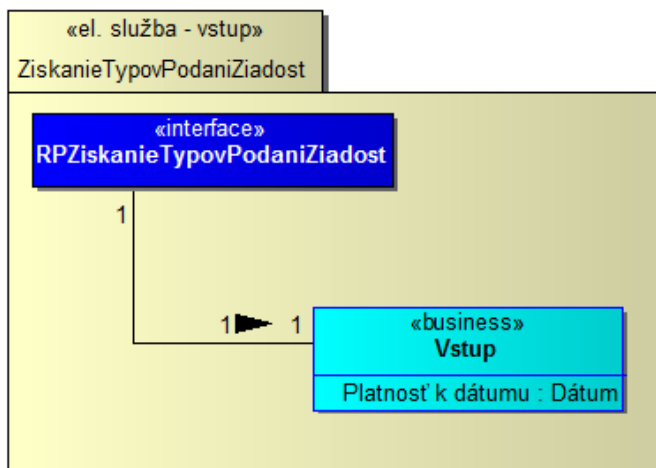 «el. služba - vstup»
ZiskanieTypovPodaniZiadost
«interface»
RPZiskanieTypovPodaniZiadost
1
1 1
«business»
Vstup
Platnosť k dátumu : Dátum